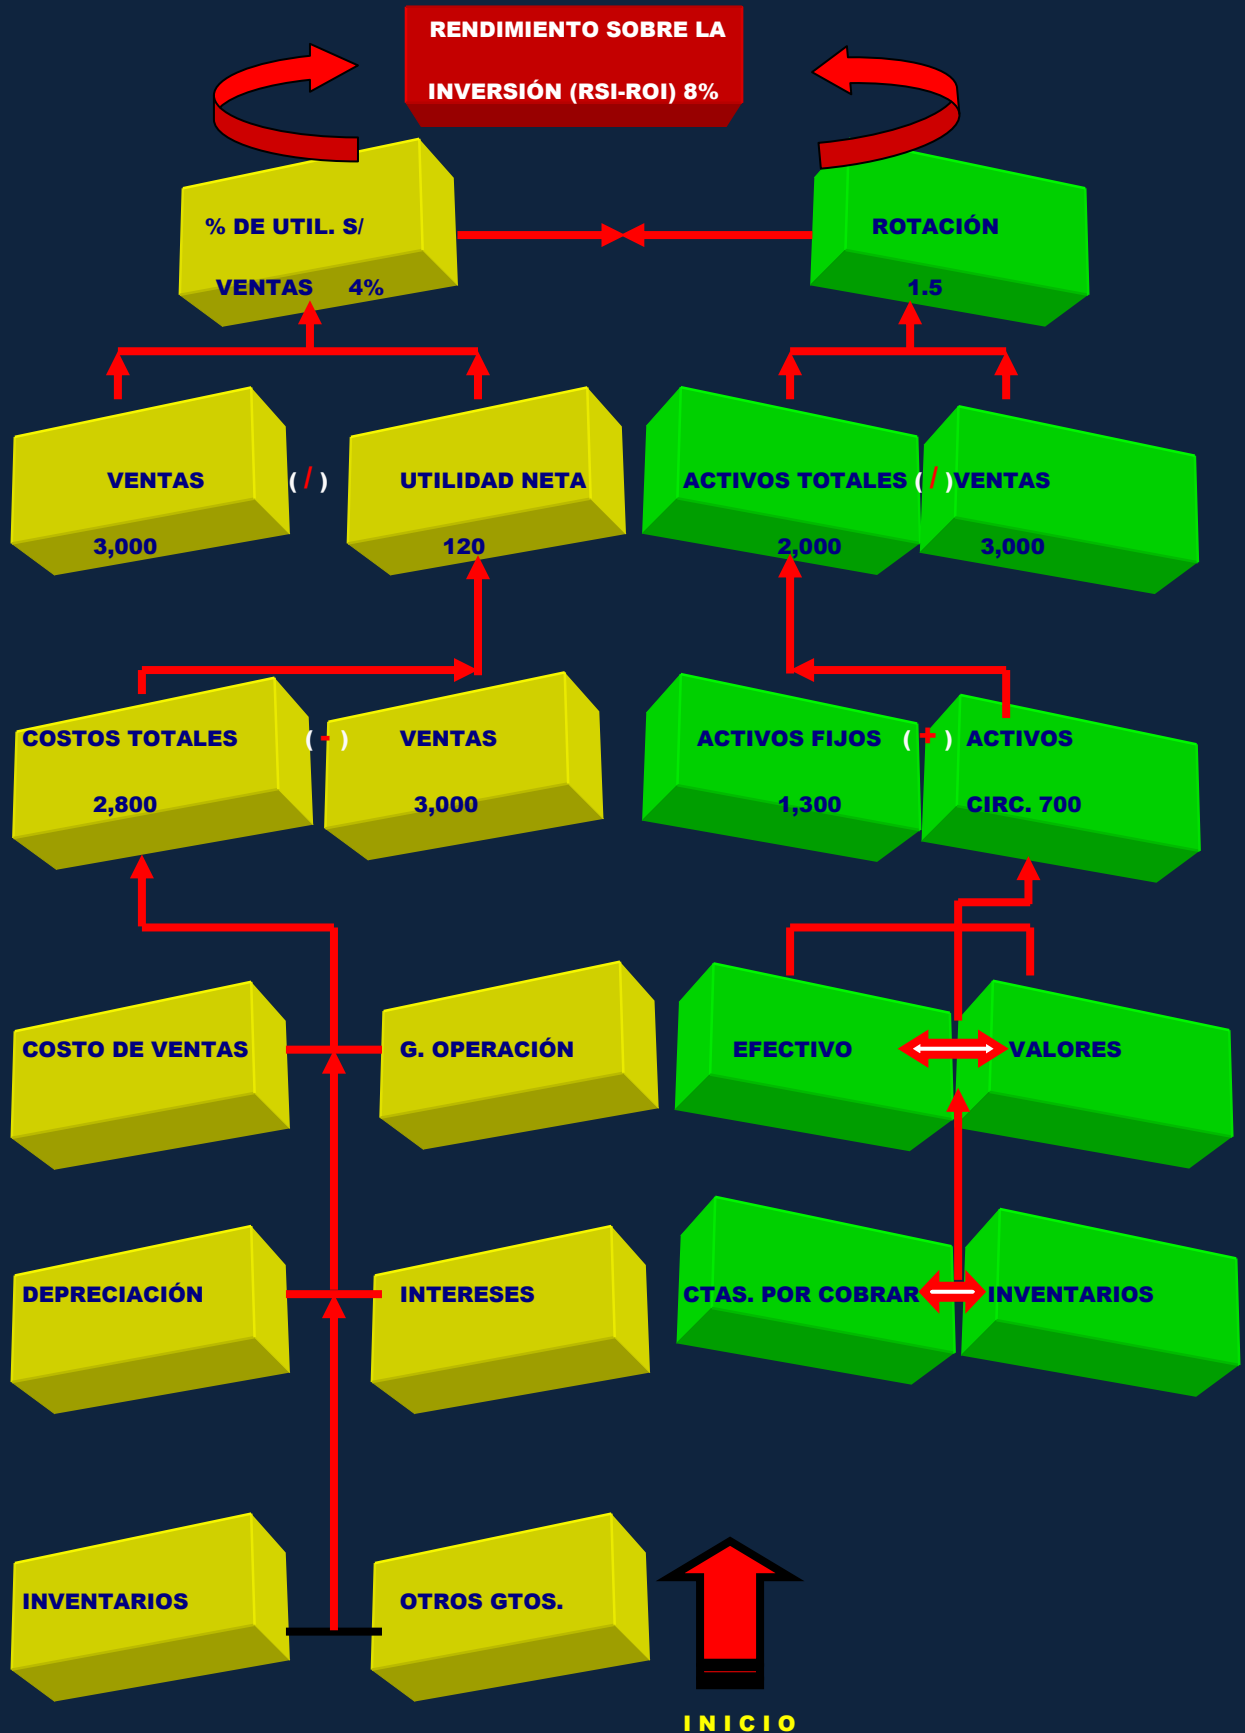 RENDIMIENTO SOBRE LA
INVERSIÓN (RSI-ROI) 8%
% DE UTIL. S/
VENTAS 4%
ROTACIÓN
1.5
VENTAS ( / ) UTILIDAD NETA
3,000 120
ACTIVOS TOTALES ( / ) VENTAS
2,000 3,000
COSTOS TOTALES ( - ) VENTAS
2,800 3,000
ACTIVOS FIJOS ( + ) ACTIVOS
1,300 CIRC. 700
COSTO DE VENTAS G. OPERACIÓN
EFECTIVO VALORES
DEPRECIACIÓN INTERESES
CTAS. POR COBRAR INVENTARIOS
INVENTARIOS OTROS GTOS.
INICIO